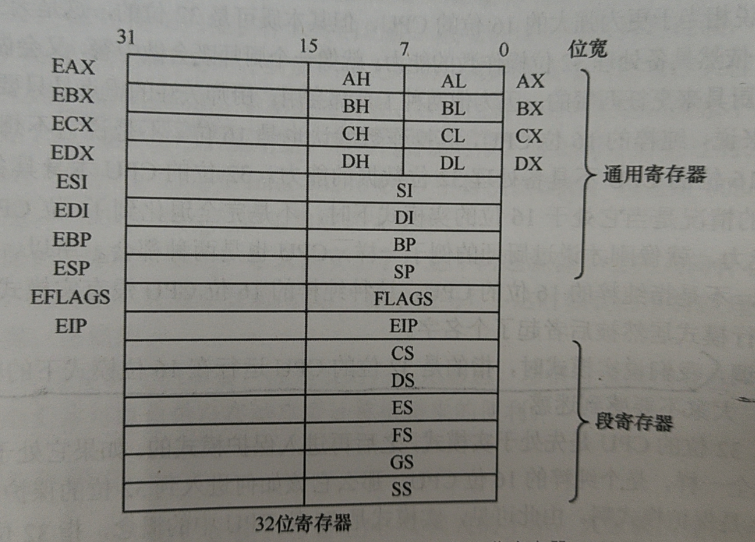 31 15 7 0 位宽
EAX AH AL AX
EBX BH BL BX
ECX CH CL CX
EDX DH DL DX
通用寄存器
ESI SI
EDI DI
EBP BP
ESP SP
EFLAGS FLAGS
EIP EIP
CS
DS
ES
段寄存器
FS
GS
SS
32位寄存器